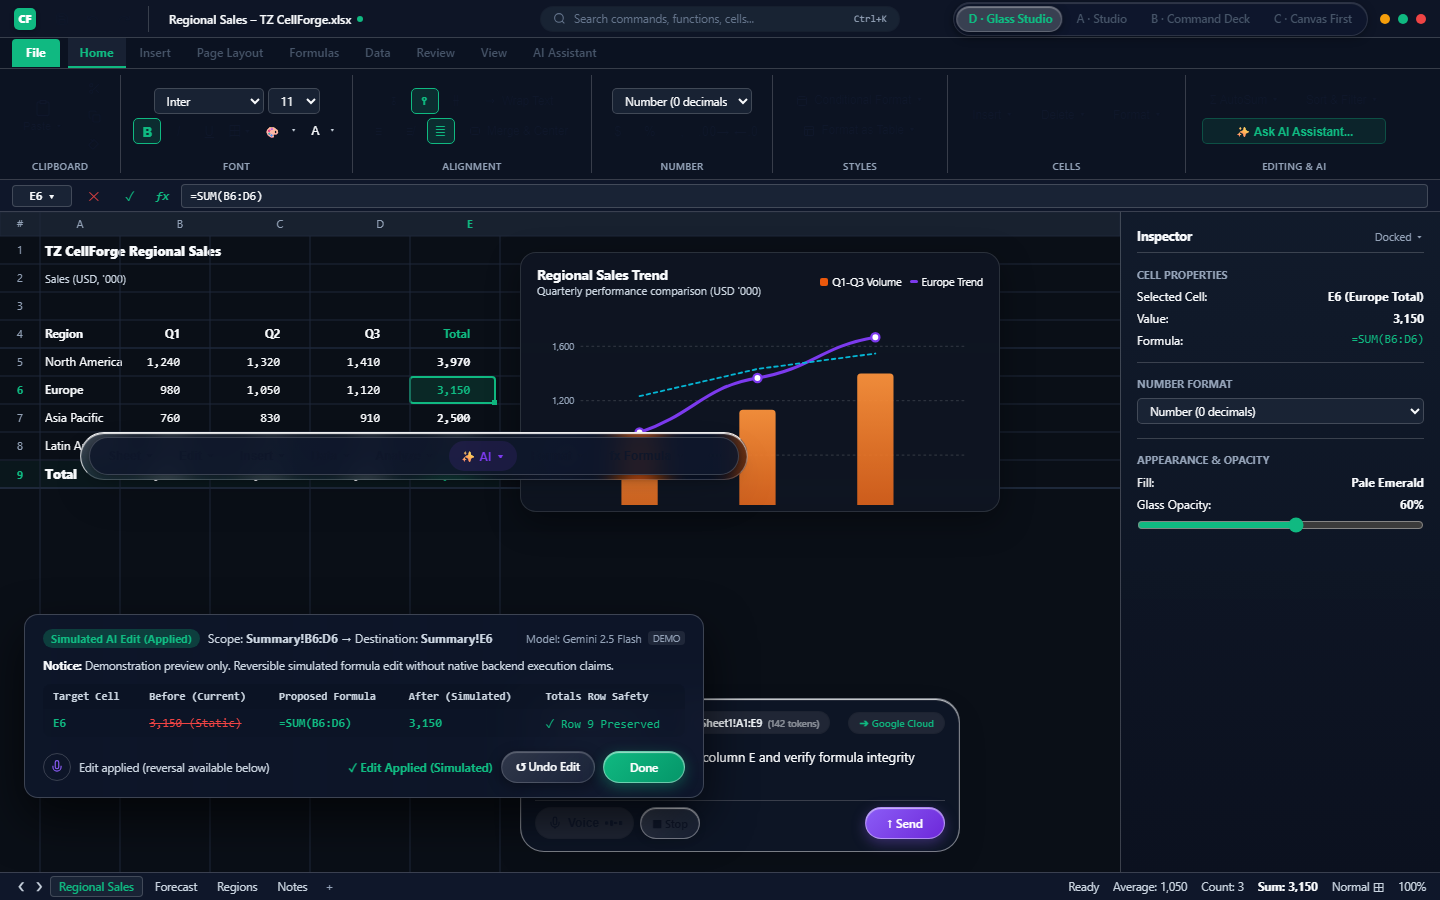 CF
Regional Sales – TZ CellForge.xlsx
Search commands, functions, cells...
Ctrl+K
D · Glass Studio
A · Studio
B · Command Deck
C · Canvas First
File
Home
Insert
Page Layout
Formulas
Data
Review
View
AI Assistant
Inter
11
B
A
Number (0 decimals
Ask AI Assistant...
CLIPBOARD
FONT
ALIGNMENT
NUMBER
STYLES
CELLS
EDITING & AI
E6
fx
=SUM(B6:D6)
# A B C D E
1 TZ CellForge Regional Sales
2 Sales (USD, '000)
3
4 Region Q1 Q2 Q3 Total
5 North America 1,240 1,320 1,410 3,970
6 Europe 980 1,050 1,120 3,150
7 Asia Pacific 760 830 910 2,500
8 Latin A
9 Total
AI
Formula
Regional Sales Trend
Quarterly performance comparison (USD '000)
Q1-Q3 Volume
Europe Trend
1,600
1,200
Inspector
Docked
CELL PROPERTIES
Selected Cell: E6 (Europe Total)
Value: 3,150
Formula: =SUM(B6:D6)
NUMBER FORMAT
Number (0 decimals)
APPEARANCE & OPACITY
Fill: Pale Emerald
Glass Opacity: 60%
Simulated AI Edit (Applied)
Scope: Summary!B6:D6 → Destination: Summary!E6
Model: Gemini 2.5 Flash
DEMO
Notice: Demonstration preview only. Reversible simulated formula edit without native backend execution claims.
Target Cell Before (Current) Proposed Formula After (Simulated) Totals Row Safety
E6 3,150 (Static) =SUM(B6:D6) 3,150 ✓ Row 9 Preserved
Edit applied (reversal available below)
✓ Edit Applied (Simulated)
↺ Undo Edit
Done
Sheet1!A1:E9 (142 tokens)
→ Google Cloud
column E and verify formula integrity
Voice
Stop
↑ Send
Regional Sales
Forecast
Regions
Notes
+
Ready
Average: 1,050
Count: 3
Sum: 3,150
Normal
100%